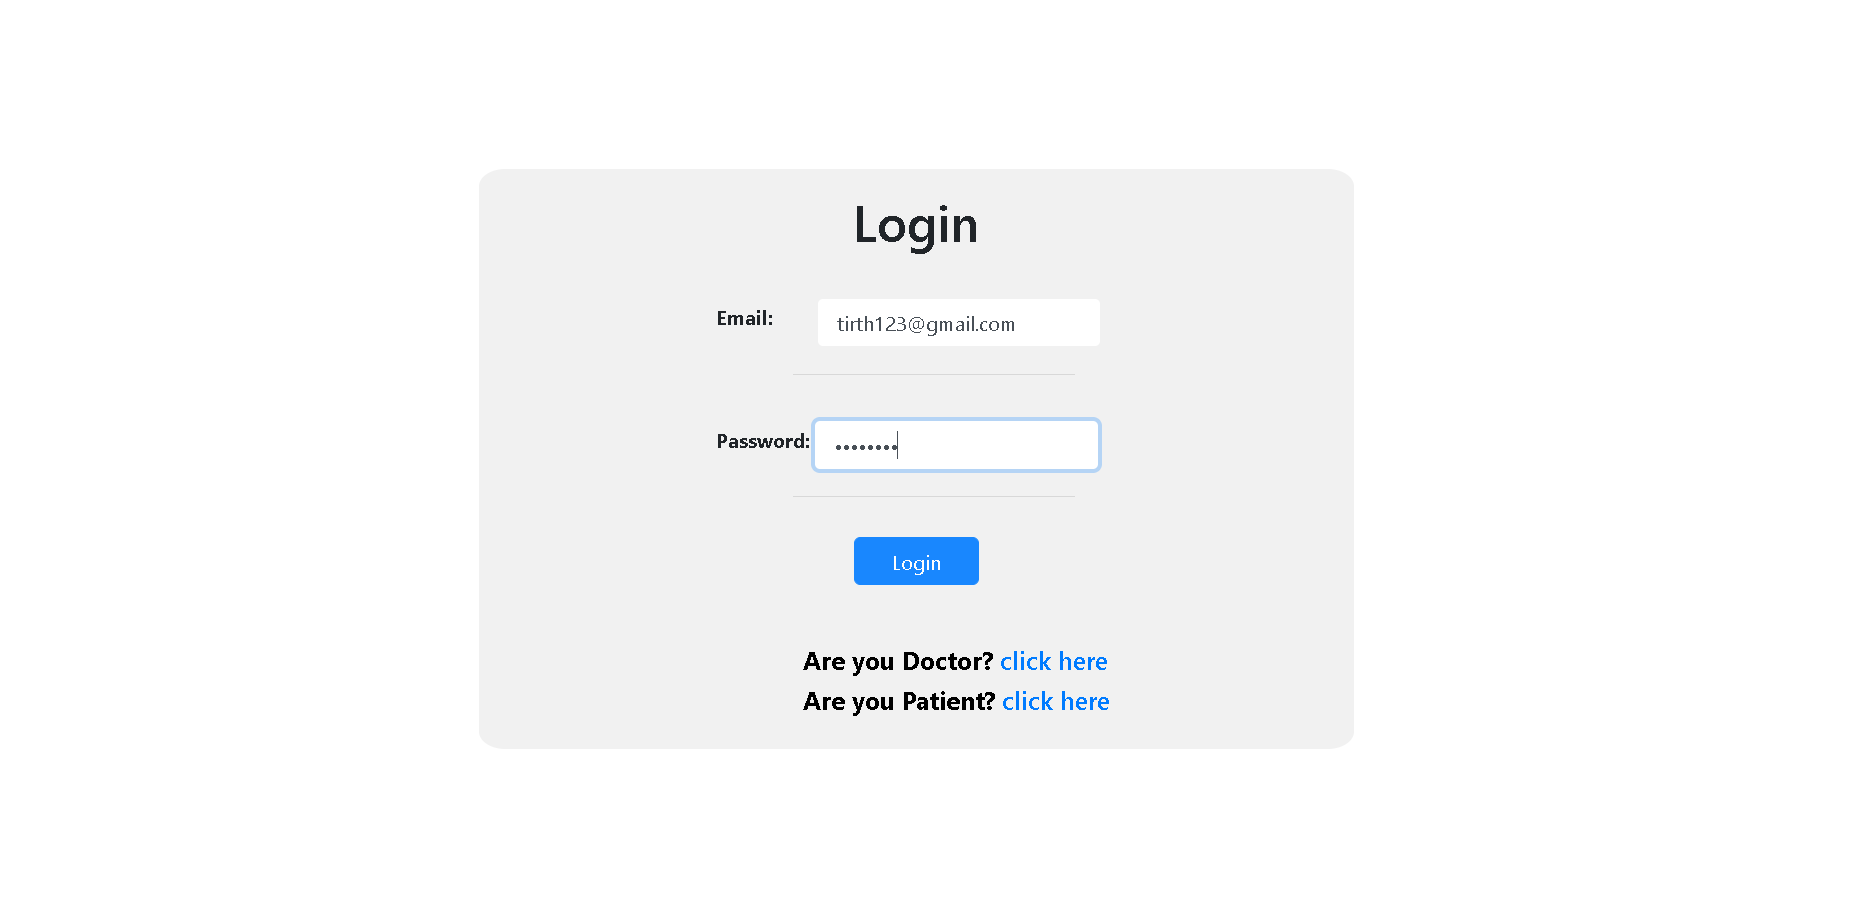 Login
Email: tirth123@gmail.com
Password: ••••••••
Login
Are you Doctor? click here
Are you Patient? click here